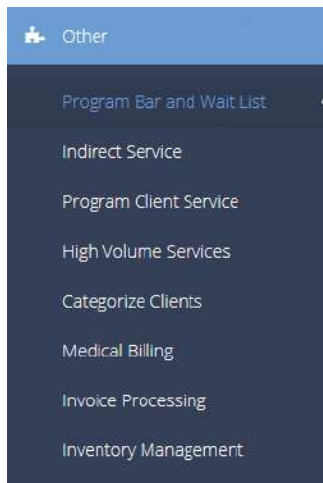 Other
Program Bar and Wait List
Indirect Service
Program Client Service
High Volume Services
Categorize Clients
Medical Billing
Invoice Processing
Inventory Management